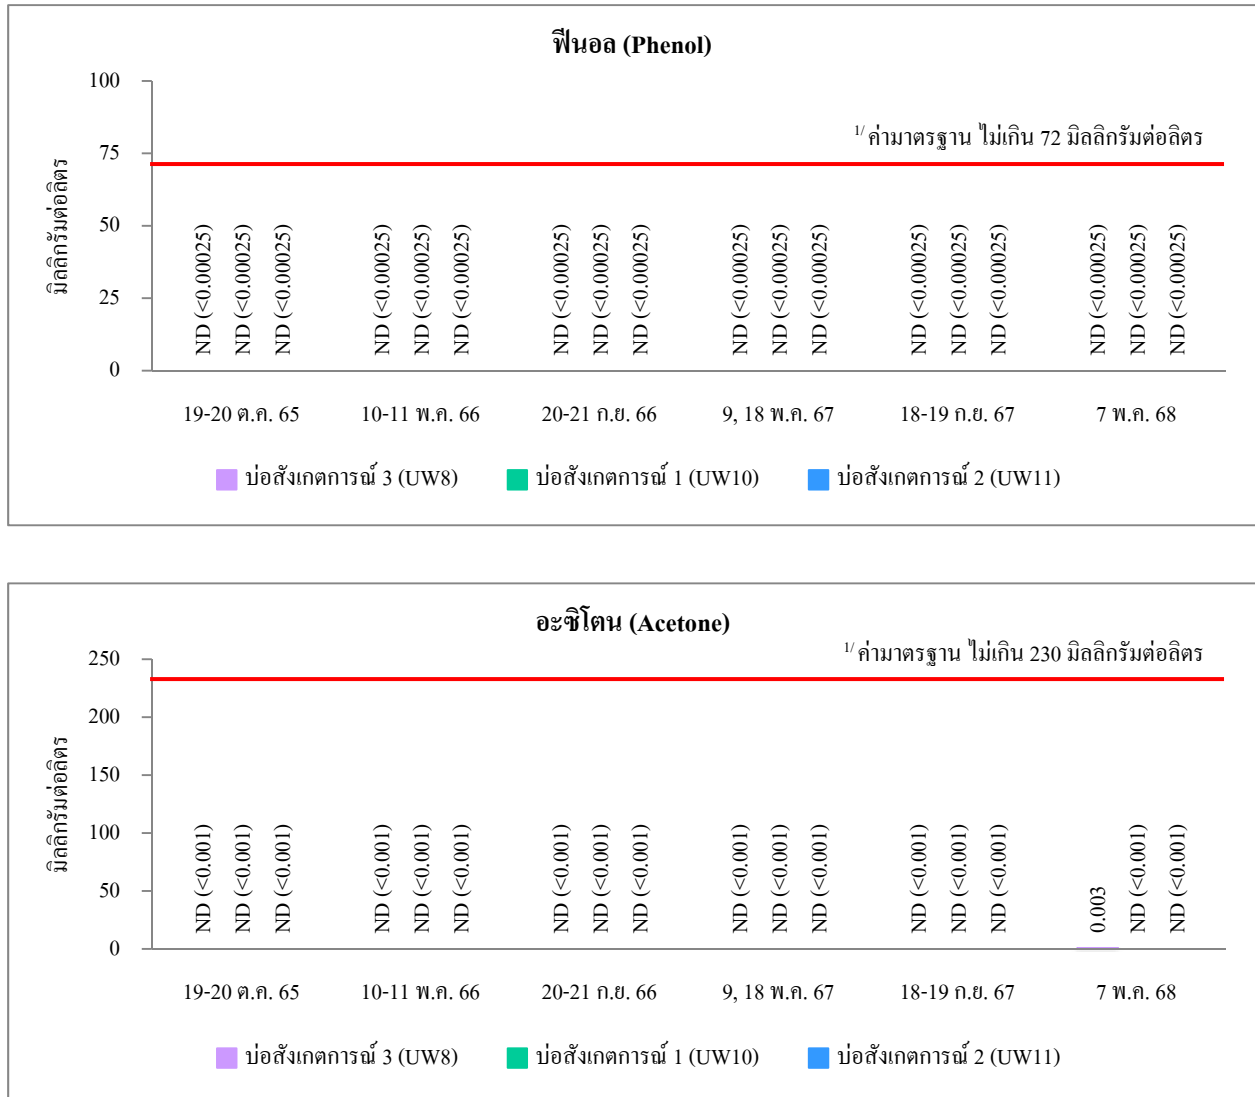 ฟีนอล (Phenol)
1/ ค่ามาตรฐาน ไม่เกิน 72 มิลลิกรัมต่อลิตร
มิลลิกรัมต่อลิตร
100
75
50
25
0
ND (<0.00025) ND (<0.00025) ND (<0.00025) ND (<0.00025) ND (<0.00025) ND (<0.00025) ND (<0.00025) ND (<0.00025) ND (<0.00025) ND (<0.00025) ND (<0.00025) ND (<0.00025) ND (<0.00025) ND (<0.00025) ND (<0.00025) ND (<0.00025) ND (<0.00025) ND (<0.00025)
19-20 ต.ค. 65 10-11 พ.ค. 66 20-21 ก.ย. 66 9, 18 พ.ค. 67 18-19 ก.ย. 67 7 พ.ค. 68
บ่อสังเกตการณ์ 3 (UW8) บ่อสังเกตการณ์ 1 (UW10) บ่อสังเกตการณ์ 2 (UW11)
อะซิโตน (Acetone)
1/ ค่ามาตรฐาน ไม่เกิน 230 มิลลิกรัมต่อลิตร
มิลลิกรัมต่อลิตร
250
200
150
100
50
0
ND (<0.001) ND (<0.001) ND (<0.001) ND (<0.001) ND (<0.001) ND (<0.001) ND (<0.001) ND (<0.001) ND (<0.001) ND (<0.001) ND (<0.001) ND (<0.001) ND (<0.001) ND (<0.001) ND (<0.001) 0.003 ND (<0.001) ND (<0.001)
19-20 ต.ค. 65 10-11 พ.ค. 66 20-21 ก.ย. 66 9, 18 พ.ค. 67 18-19 ก.ย. 67 7 พ.ค. 68
บ่อสังเกตการณ์ 3 (UW8) บ่อสังเกตการณ์ 1 (UW10) บ่อสังเกตการณ์ 2 (UW11)